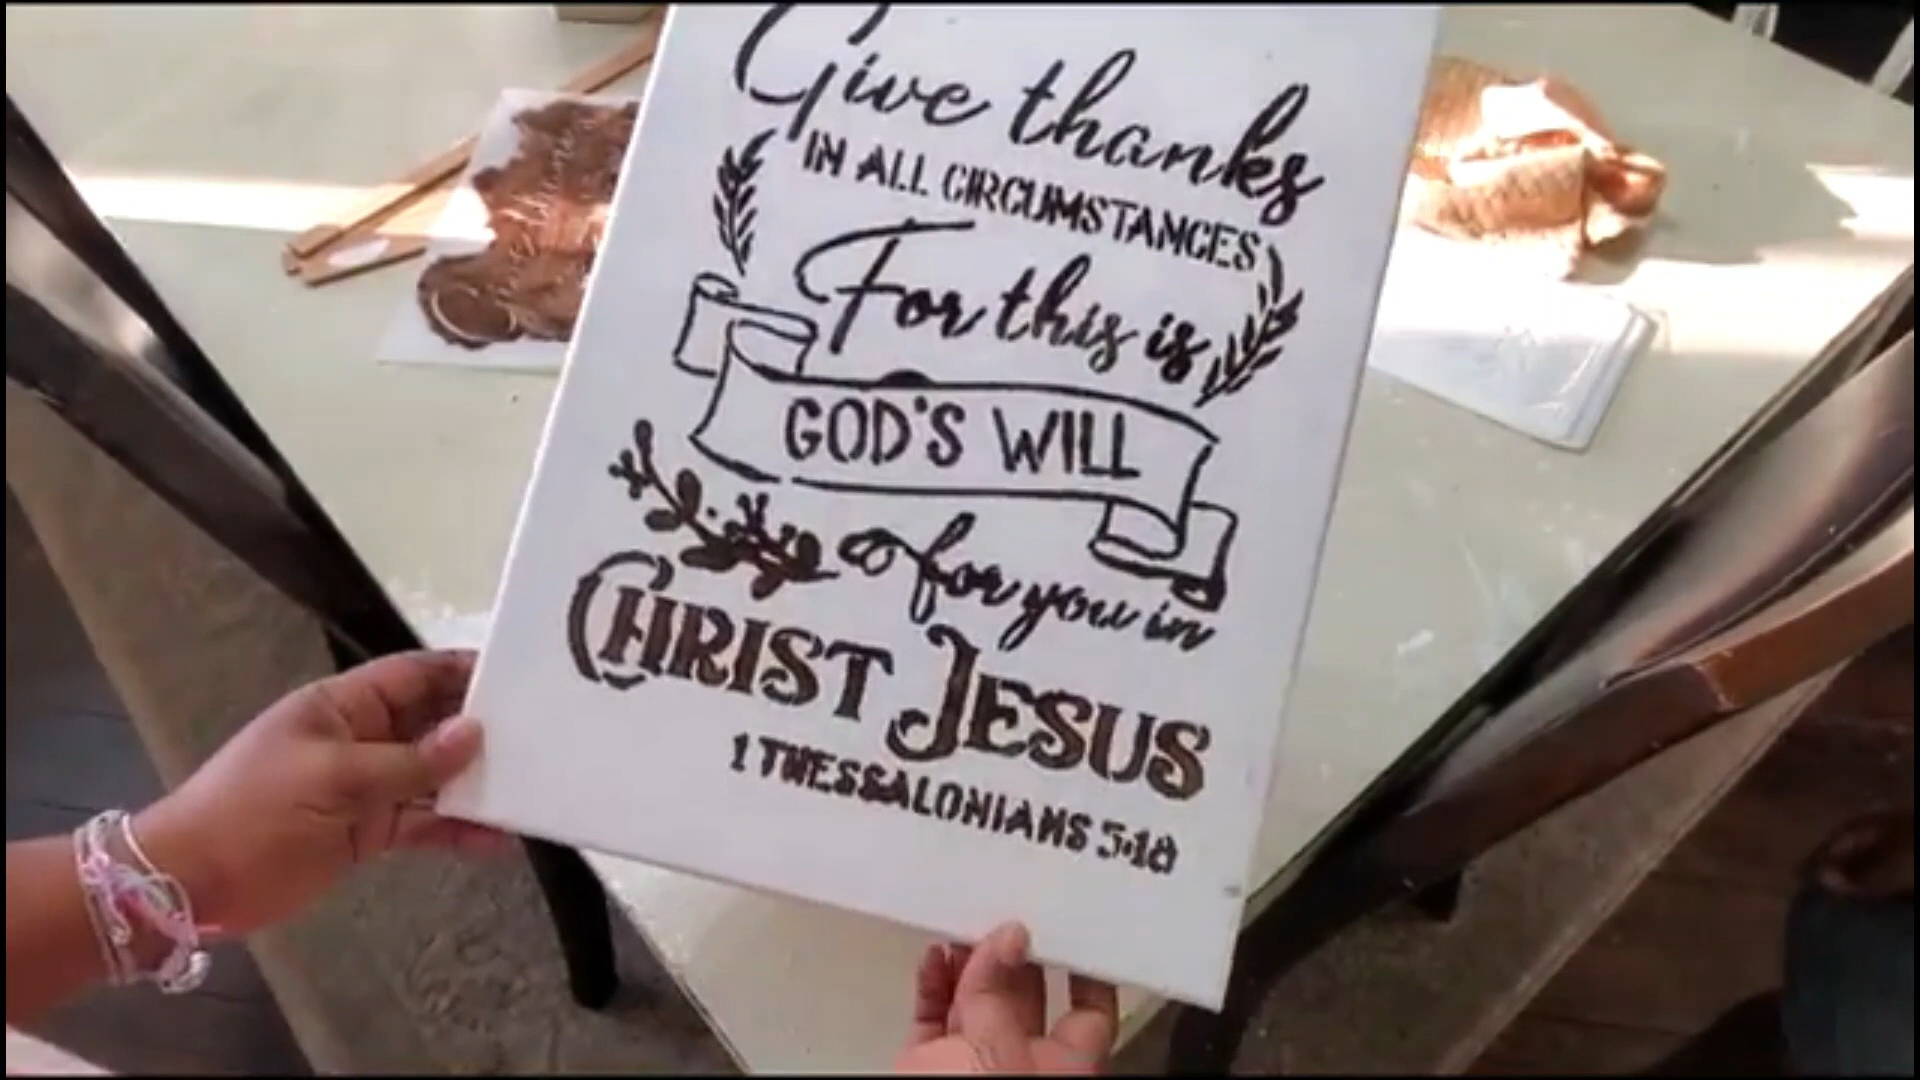 Give thanks
IN ALL CIRCUMSTANCES
For this is
GOD'S WILL
for you in
CHRIST JESUS
1 THESSALONIANS 5:18